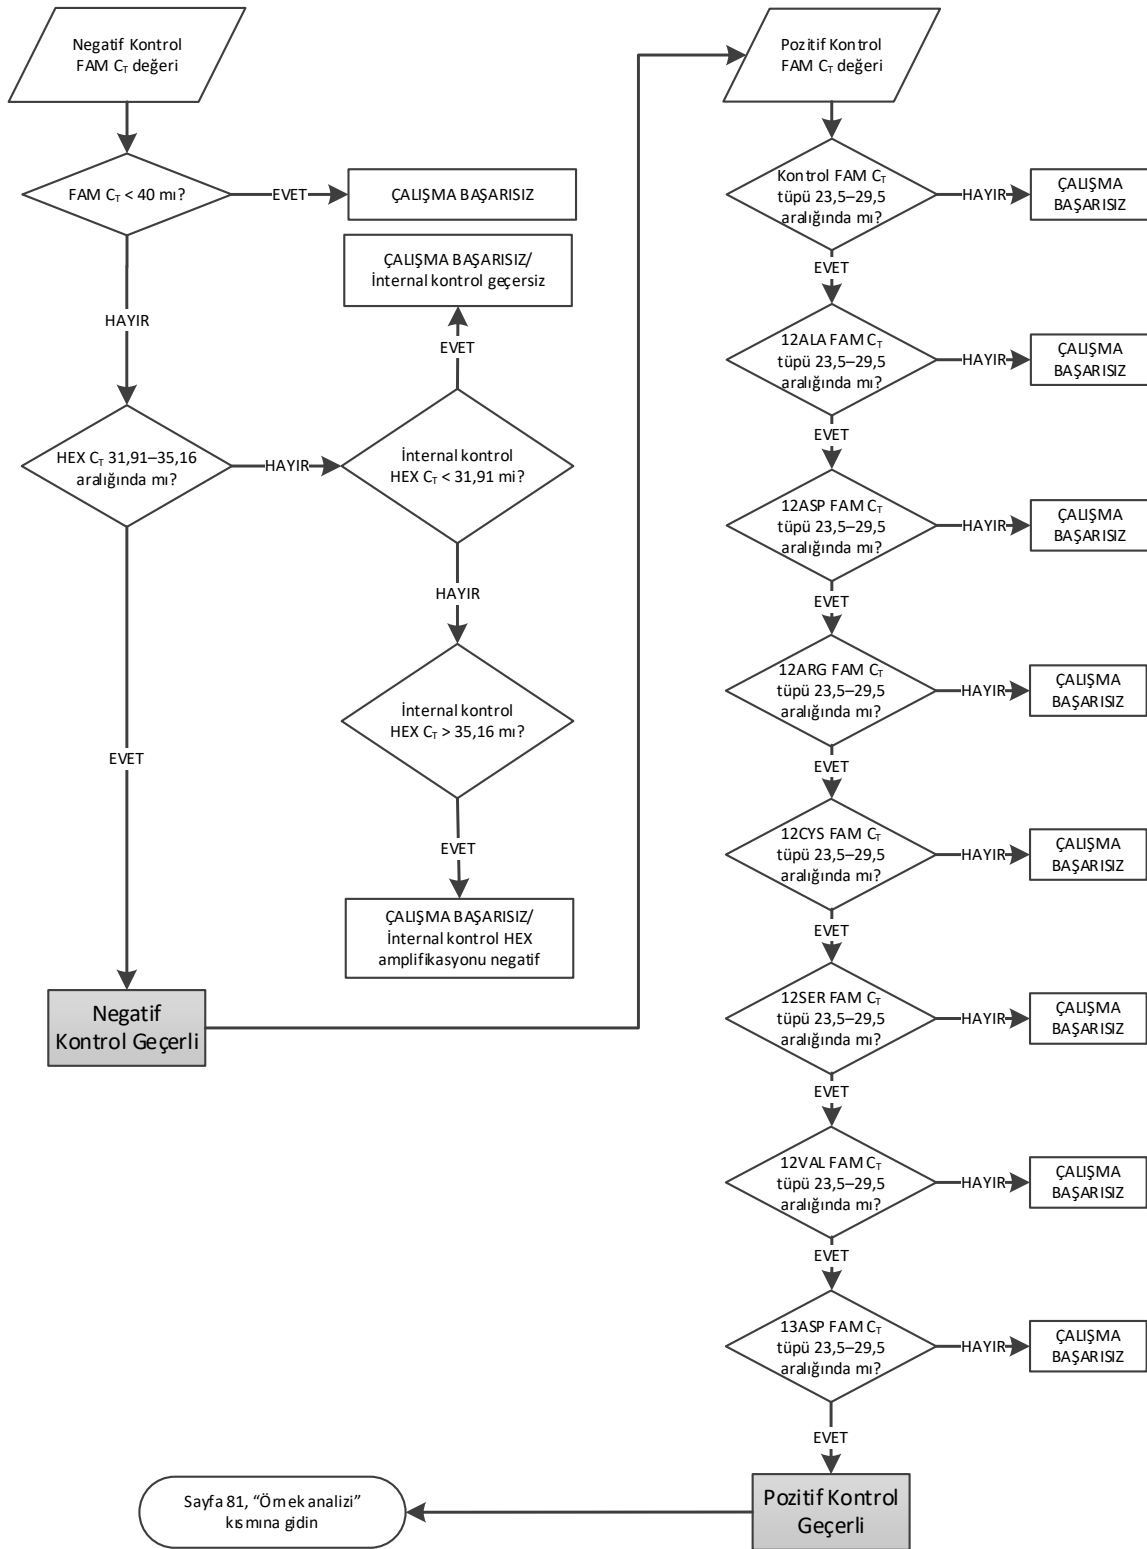 Negatif Kontrol
FAM CT değeri
FAM CT < 40 mı?
EVET
ÇALIŞMA BAŞARISIZ
HAYIR
ÇALIŞMA BAŞARISIZ/
İnternal kontrol geçersiz
EVET
HEX CT 31,91–35,16
aralığında mı?
HAYIR
İnternal kontrol
HEX CT < 31,91 mi?
HAYIR
İnternal kontrol
HEX CT > 35,16 mı?
EVET
EVET
ÇALIŞMA BAŞARISIZ/
İnternal kontrol HEX
amplifikasyonu negatif
Negatif
Kontrol Geçerli
Pozitif Kontrol
FAM CT değeri
Kontrol FAM CT
tüpü 23,5–29,5
aralığında mı?
HAYIR
ÇALIŞMA
BAŞARISIZ
EVET
12ALA FAM CT
tüpü 23,5–29,5
aralığında mı?
HAYIR
ÇALIŞMA
BAŞARISIZ
EVET
12ASP FAM CT
tüpü 23,5–29,5
aralığında mı?
HAYIR
ÇALIŞMA
BAŞARISIZ
EVET
12ARG FAM CT
tüpü 23,5–29,5
aralığında mı?
HAYIR
ÇALIŞMA
BAŞARISIZ
EVET
12CYS FAM CT
tüpü 23,5–29,5
aralığında mı?
HAYIR
ÇALIŞMA
BAŞARISIZ
EVET
12SER FAM CT
tüpü 23,5–29,5
aralığında mı?
HAYIR
ÇALIŞMA
BAŞARISIZ
EVET
12VAL FAM CT
tüpü 23,5–29,5
aralığında mı?
HAYIR
ÇALIŞMA
BAŞARISIZ
EVET
13ASP FAM CT
tüpü 23,5–29,5
aralığında mı?
HAYIR
ÇALIŞMA
BAŞARISIZ
EVET
Pozitif Kontrol
Geçerli
Sayfa 81, “Örnek analizi”
kısmına gidin